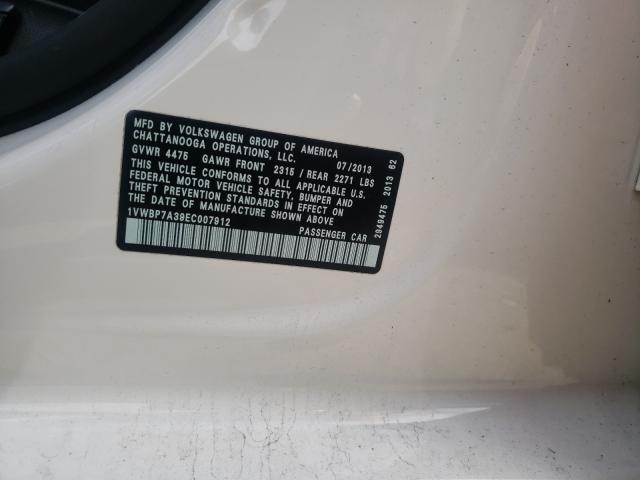 MFD BY VOLKSWAGEN GROUP OF AMERICA
CHATTANOOGA OPERATIONS, LLC. 07/2013
GVWR 4475 GAWR FRONT 2315 / REAR 2271 LBS
THIS VEHICLE CONFORMS TO ALL APPLICABLE U.S.
FEDERAL MOTOR VEHICLE SAFETY, BUMPER AND
THEFT PREVENTION STANDARDS IN EFFECT ON
THE DATE OF MANUFACTURE SHOWN ABOVE
1VWBP7A39EC007912 PASSENGER CAR
2949475 2013 62